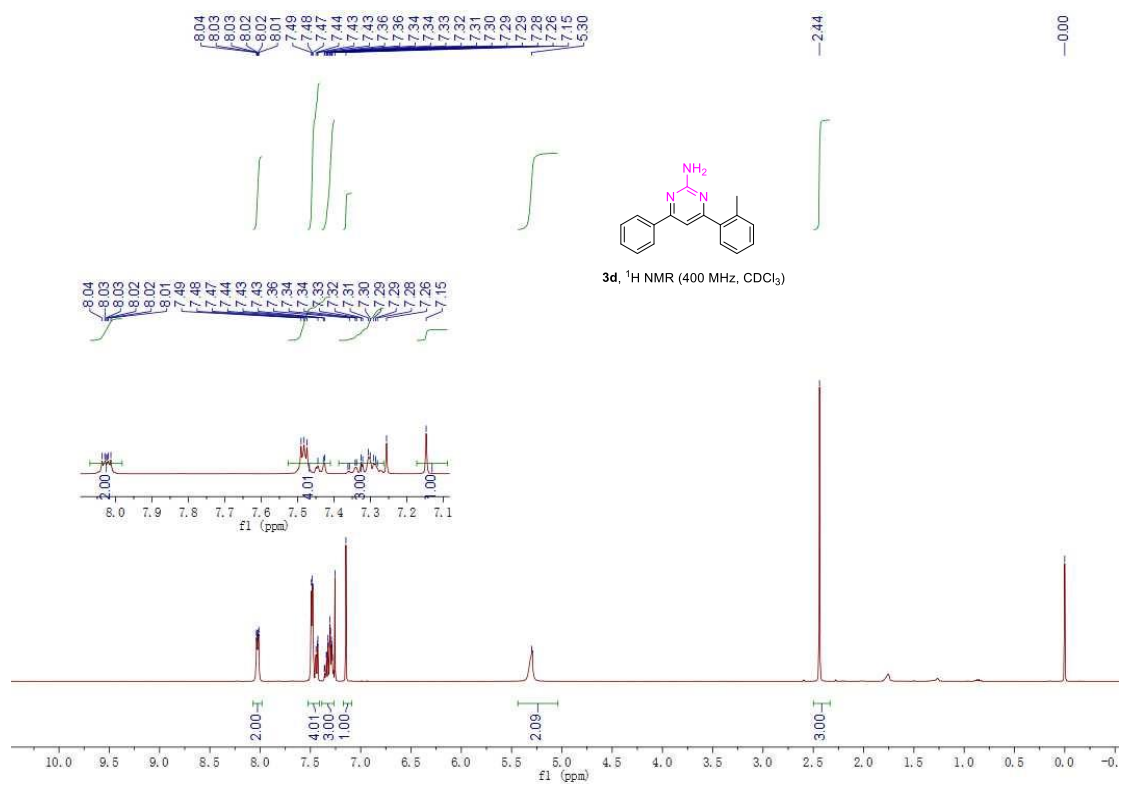 8.04 8.03 8.03 8.02 8.02 8.01 7.49 7.48 7.47 7.44 7.43 7.43 7.36 7.36 7.34 7.34 7.33 7.32 7.31 7.30 7.29 7.29 7.28 7.26 7.15 5.30 2.44 0.00
NH2
N N
3d, ¹H NMR (400 MHz, CDCl₃)
8.04 8.03 8.03 8.02 8.02 8.01 7.49 7.48 7.47 7.44 7.43 7.43 7.36 7.34 7.34 7.33 7.32 7.31 7.30 7.29 7.29 7.28 7.26 7.15
2.00 4.01 3.00 1.00
8.0 7.9 7.8 7.7 7.6 7.5 7.4 7.3 7.2 7.1
f1 (ppm)
2.00 4.01 3.00 1.00 2.09 3.00
10.0 9.5 9.0 8.5 8.0 7.5 7.0 6.5 6.0 5.5 5.0 4.5 4.0 3.5 3.0 2.5 2.0 1.5 1.0 0.5 0.0 -0.
f1 (ppm)